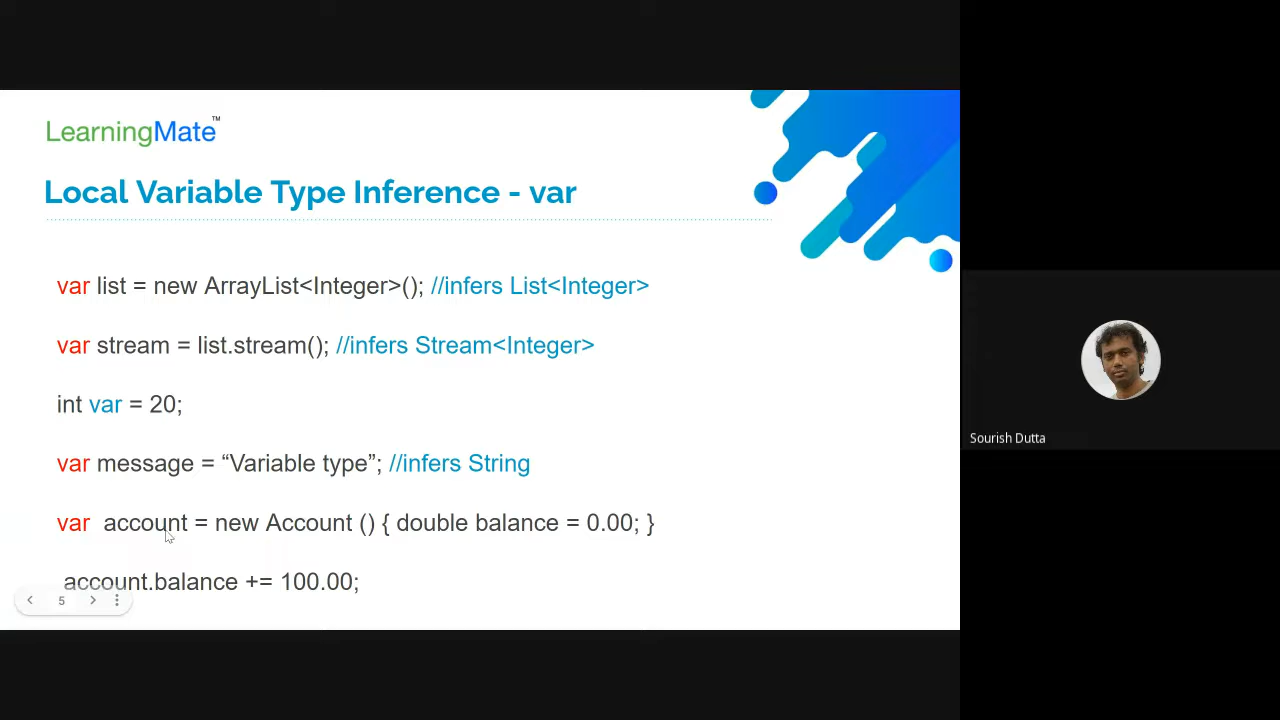 LearningMate™
Local Variable Type Inference - var
var list = new ArrayList<Integer>(); //infers List<Integer>
var stream = list.stream(); //infers Stream<Integer>
int var = 20;
var message = “Variable type”; //infers String
var  account = new Account () { double balance = 0.00; }
account.balance += 100.00;
5
Sourish Dutta